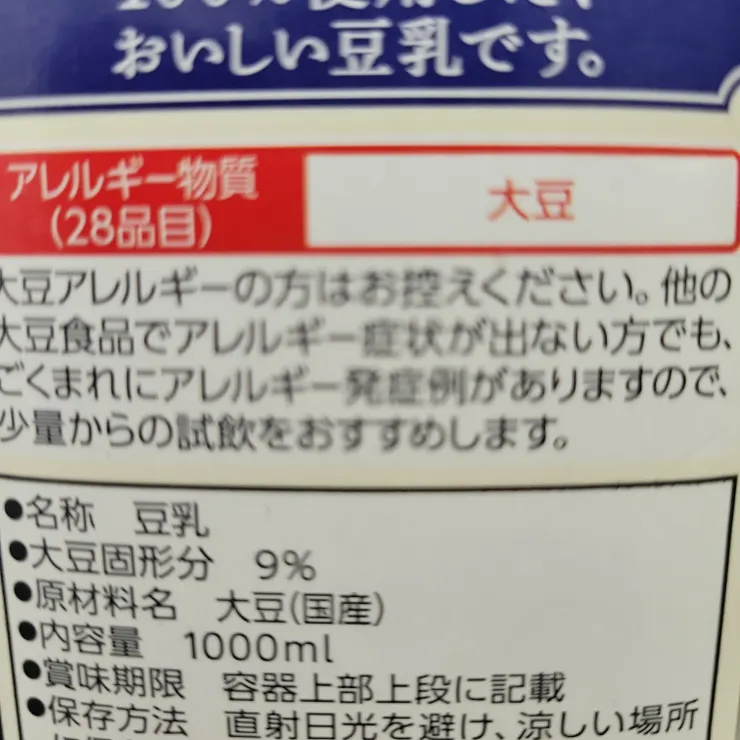 おいしい豆乳です。
アレルギー物質
(28品目)
大豆
大豆アレルギーの方はお控えください。他の
大豆食品でアレルギー症状が出ない方でも、
ごくまれにアレルギー発症例がありますので、
少量からの試飲をおすすめします。
●名称 豆乳
●大豆固形分 9%
●原材料名 大豆(国産)
●内容量 1000ml
●賞味期限 容器上部上段に記載
●保存方法 直射日光を避け、涼しい場所